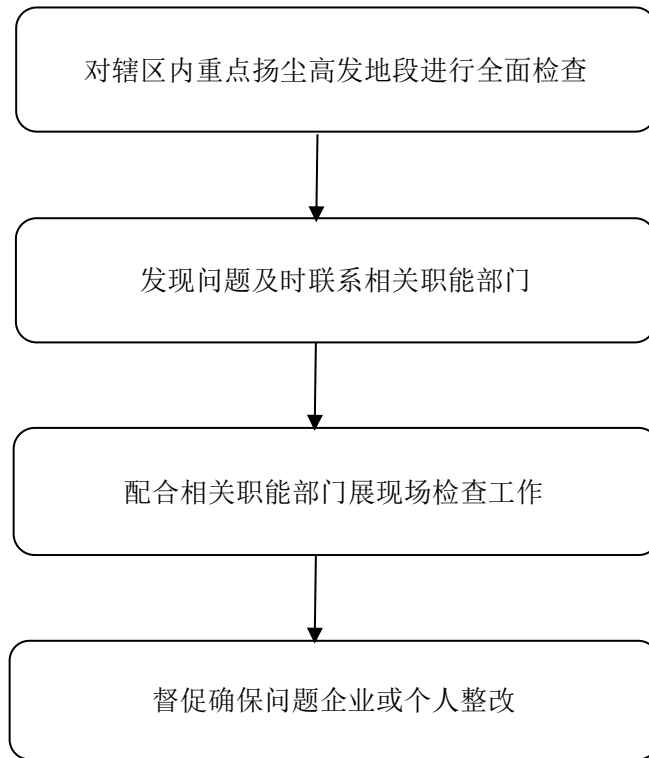 对辖区内重点扬尘高发地段进行全面检查
发现问题及时联系相关职能部门
配合相关职能部门展现场检查工作
督促确保问题企业或个人整改